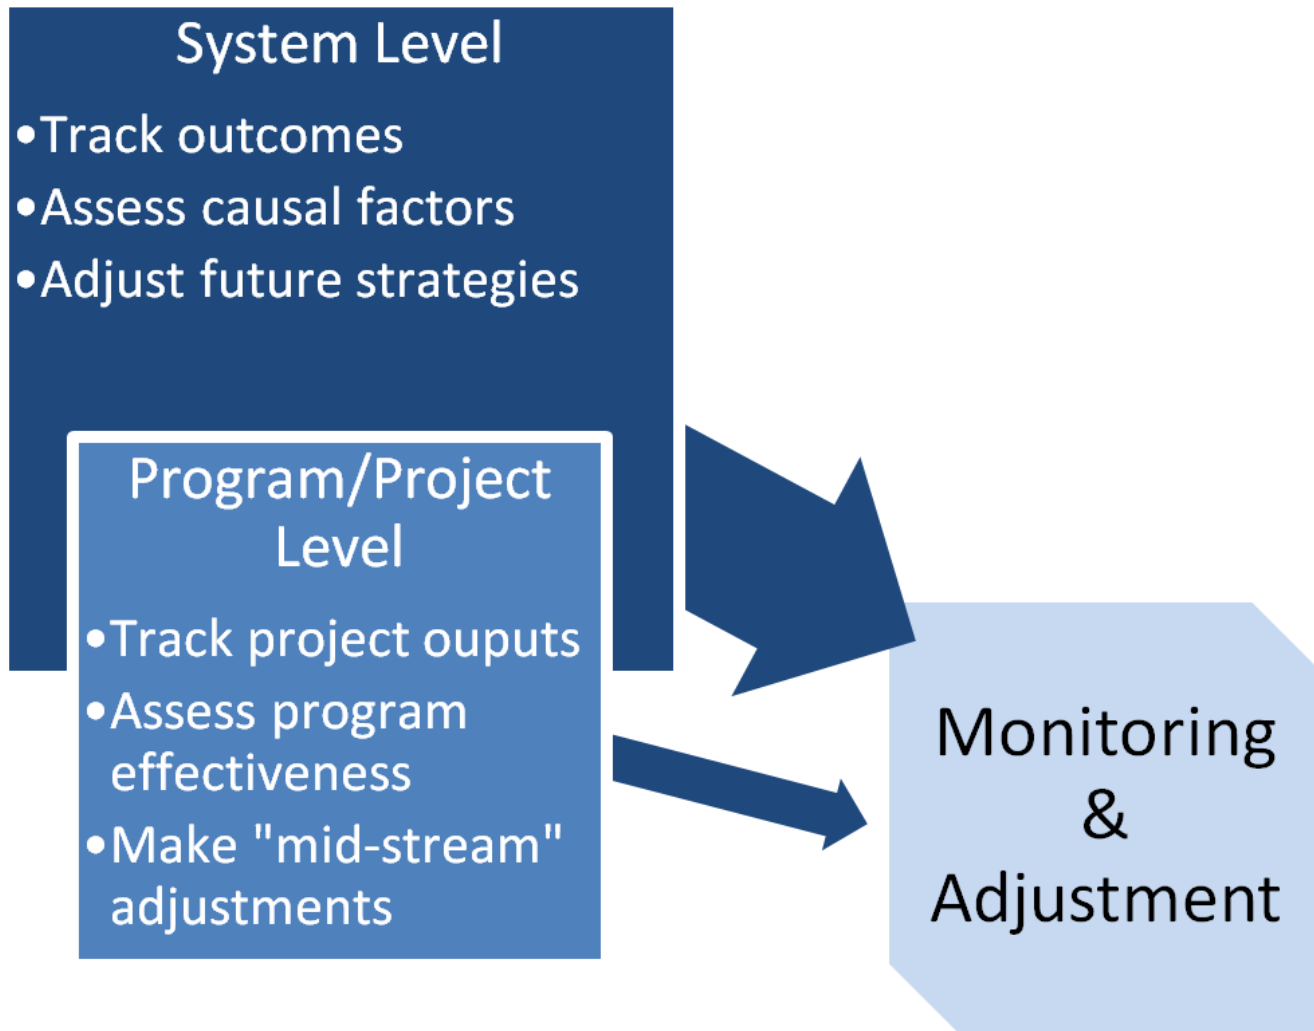 System Level
•Track outcomes
•Assess causal factors
•Adjust future strategies
Program/Project
Level
•Track project ouputs
•Assess program
effectiveness
•Make "mid-stream"
adjustments
Monitoring
&
Adjustment